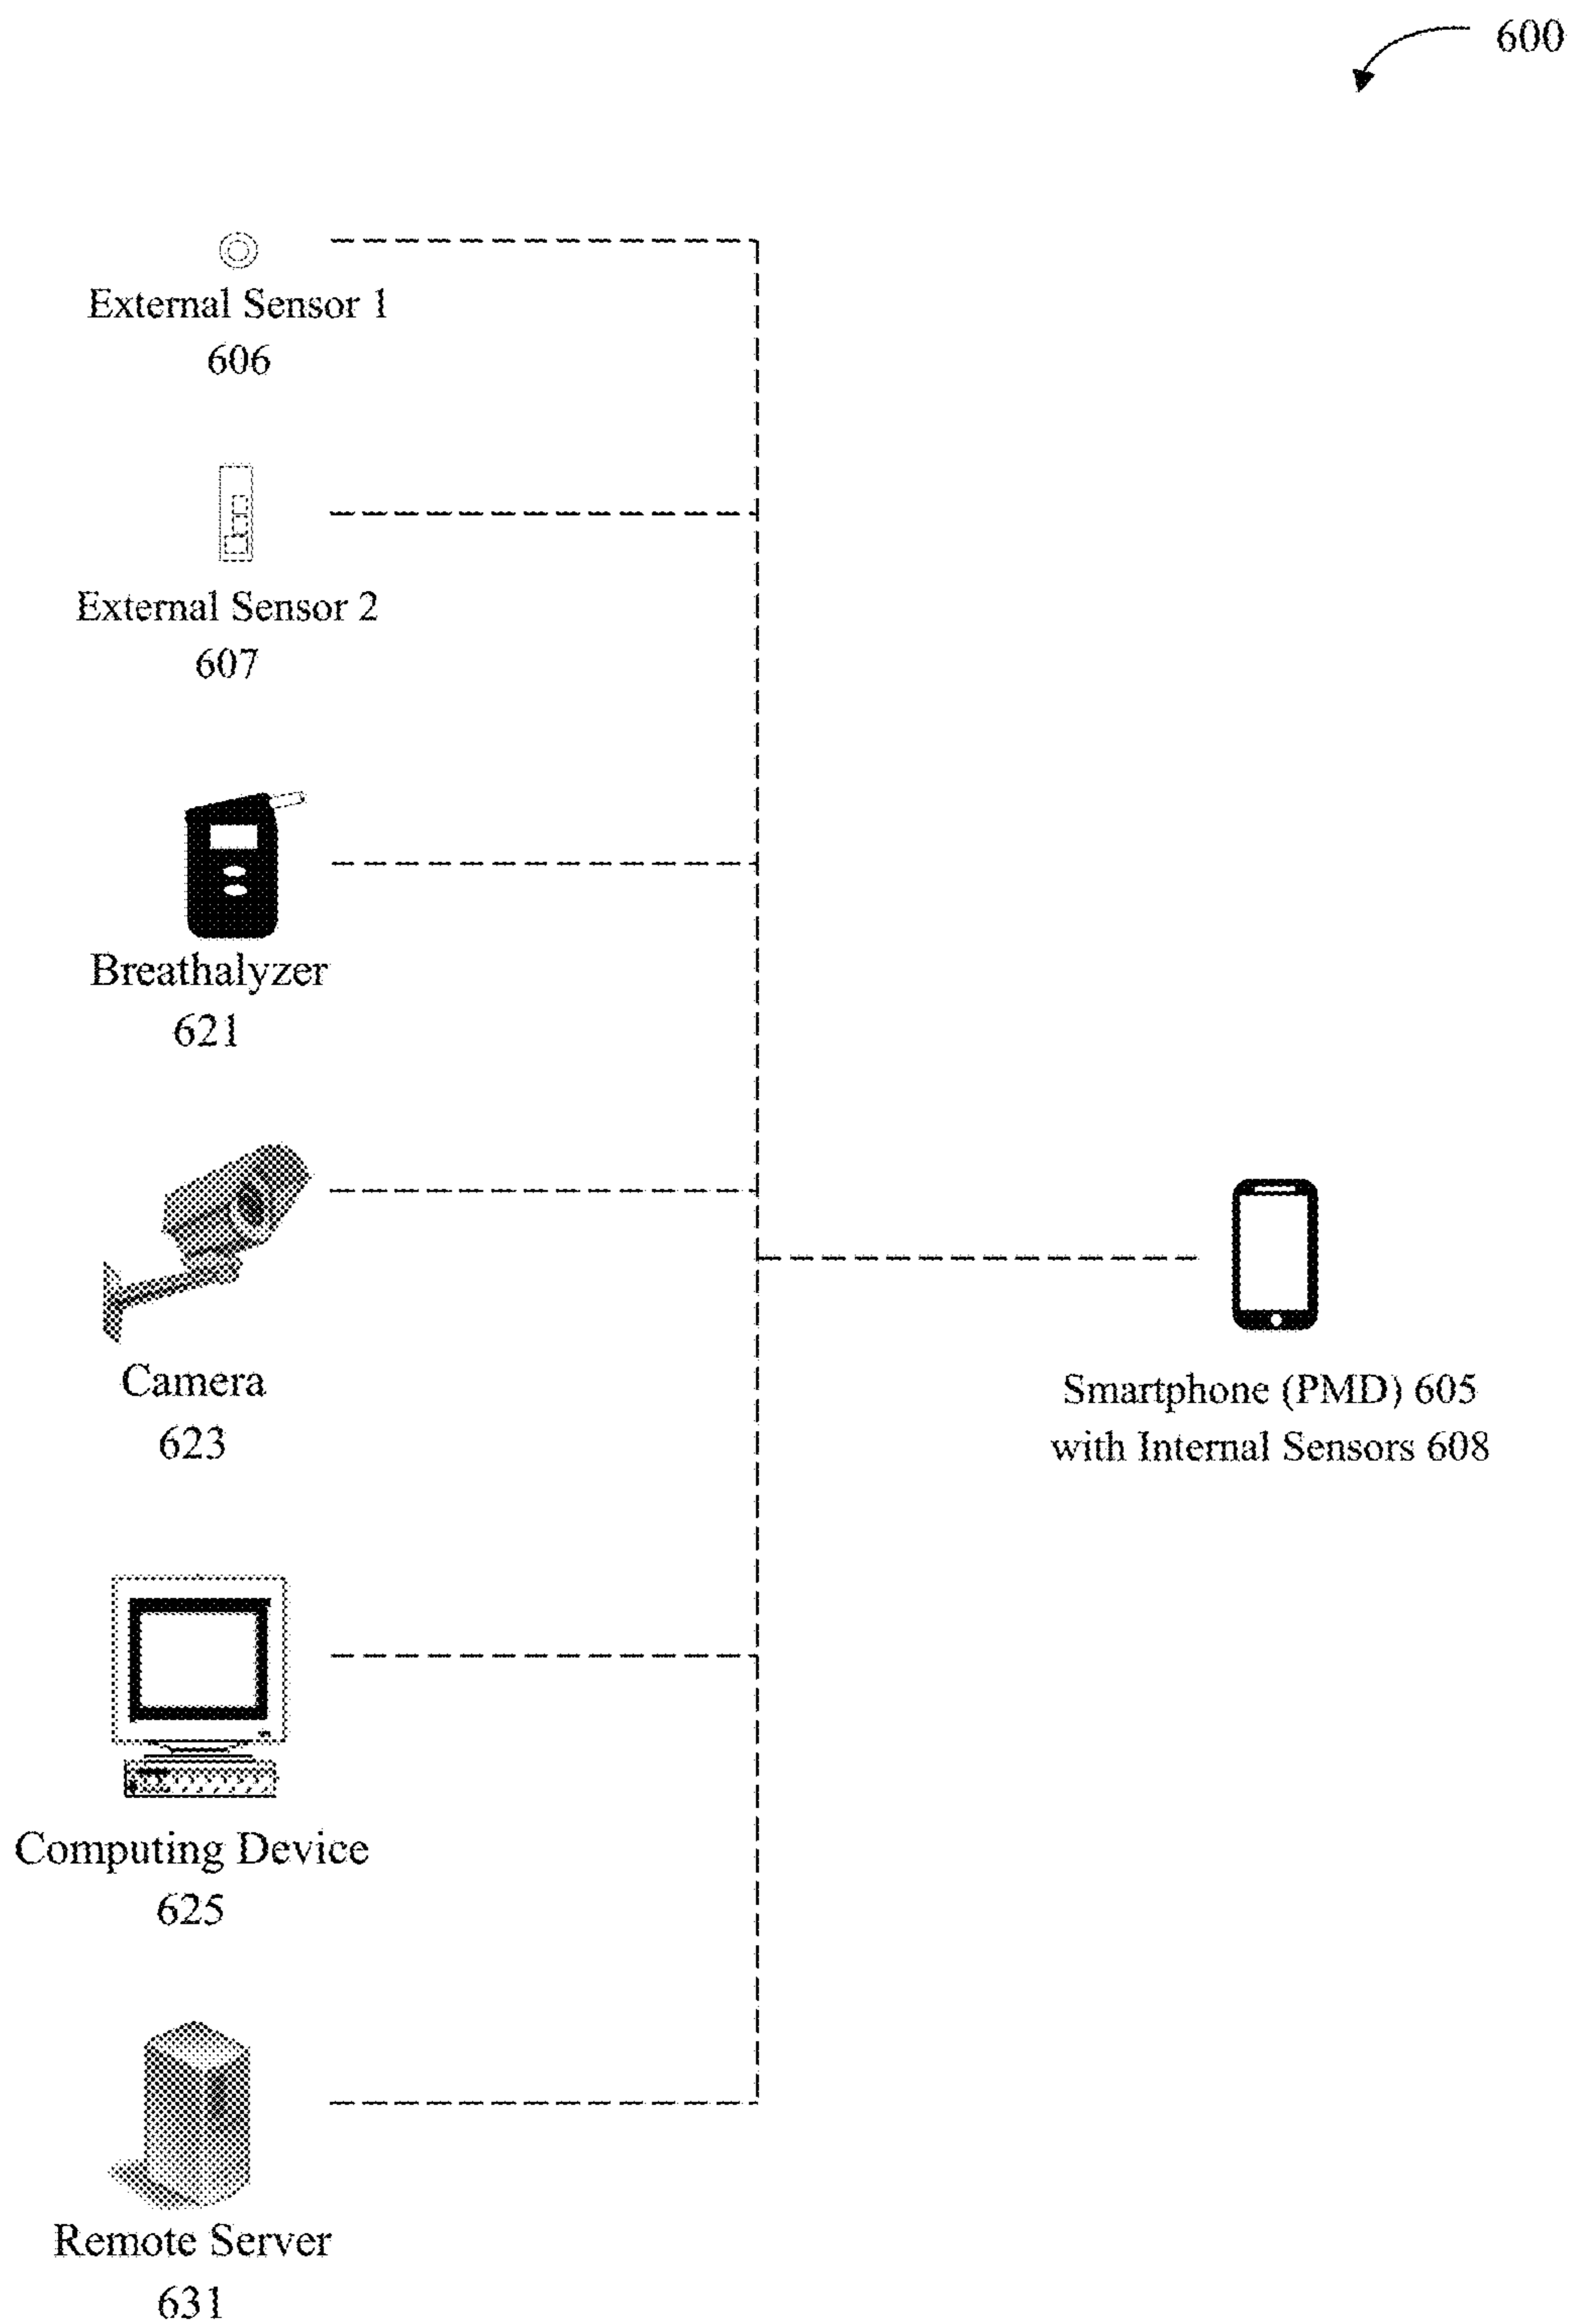 600
External Sensor 1
606
External Sensor 2
607
Breathalyzer
621
Camera
623
Smartphone (PMD) 605
with Internal Sensors 608
Computing Device
625
Remote Server
631